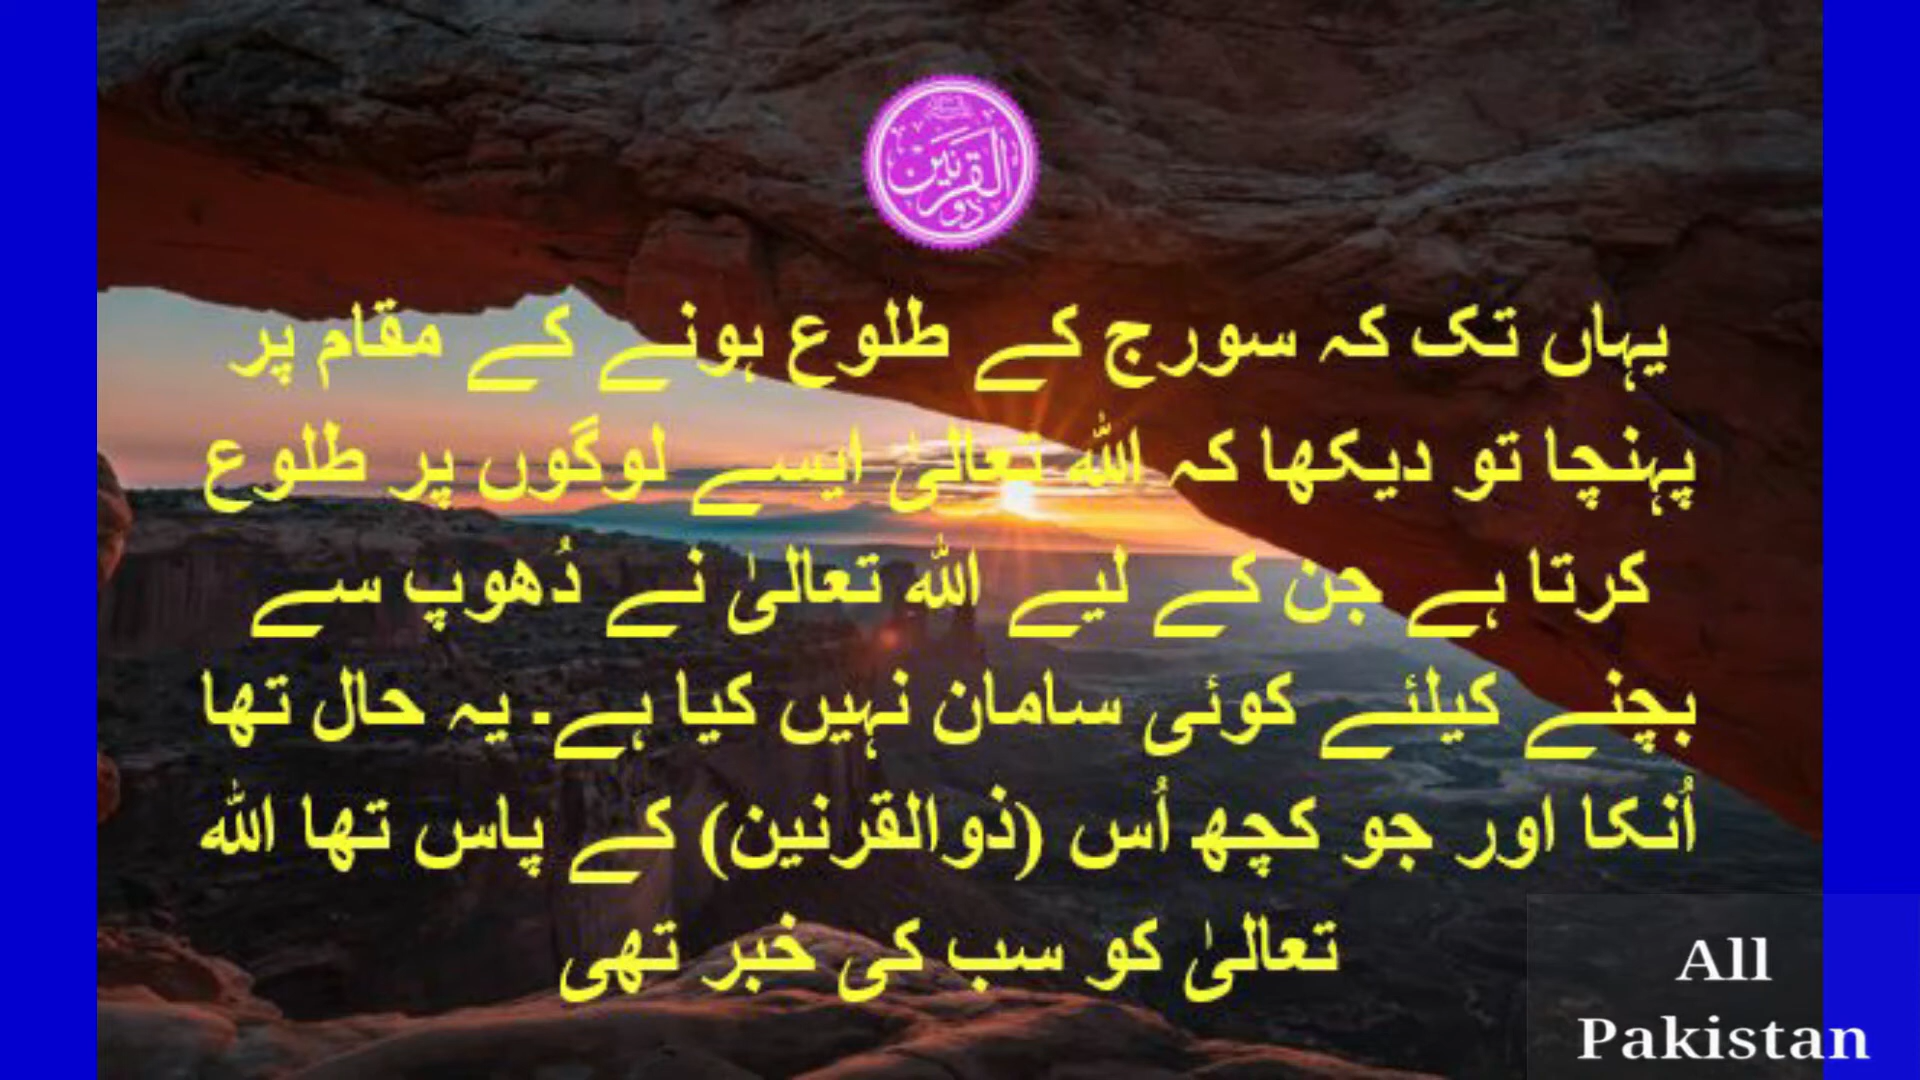 ذو القرنين
یہاں تک کہ سورج کے طلوع ہونے کے مقام پر
پہنچا تو دیکھا کہ اللہ تعالیٰ ایسے لوگوں پر طلوع
کرتا ہے جن کے لیے اللہ تعالیٰ نے دُھوپ سے
بچنے کیلئے کوئی سامان نہیں کیا ہے۔ یہ حال تھا
اُنکا اور جو کچھ اُس (ذوالقرنین) کے پاس تھا اللہ
تعالیٰ کو سب کی خبر تھی
All
Pakistan